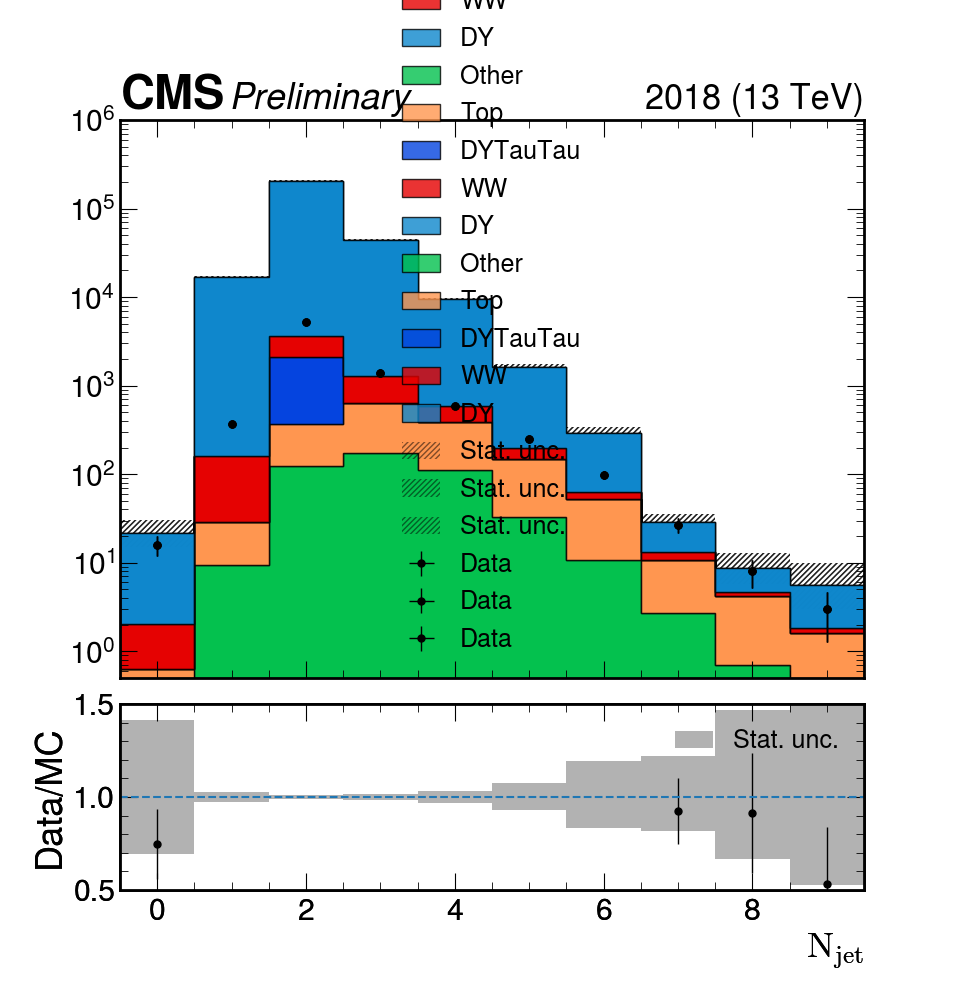 WW
DY
Other
CMS Preliminary
2018 (13 TeV)
Top
DYTauTau
WW
DY
Other
Top
DYTauTau
WW
DY
Stat. unc.
Stat. unc.
Stat. unc.
Data
Data
Data
10^6
10^5
10^4
10^3
10^2
10^1
10^0
Stat. unc.
Data/MC
1.5
1.0
0.5
0 2 4 6 8
N_jet